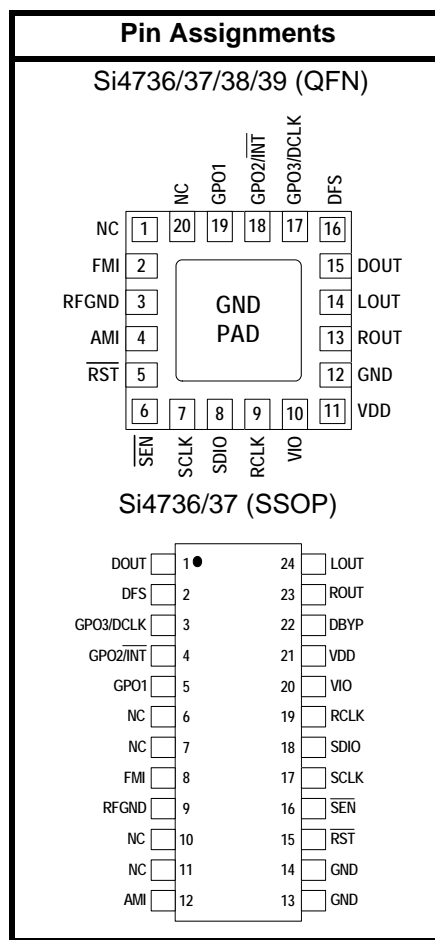 Pin Assignments
Si4736/37/38/39 (QFN)
NC
GPO1
GPO2/INT
GPO3/DCLK
DFS
NC 1 20 19 18 17 16
FMI 2 15 DOUT
RFGND 3 14 LOUT
GND
PAD
AMI 4 13 ROUT
RST 5 12 GND
6 7 8 9 10 11 VDD
SEN
SCLK
SDIO
RCLK
VIO
Si4736/37 (SSOP)
DOUT 1 24 LOUT
DFS 2 23 ROUT
GPO3/DCLK 3 22 DBYP
GPO2/INT 4 21 VDD
GPO1 5 20 VIO
NC 6 19 RCLK
NC 7 18 SDIO
FMI 8 17 SCLK
RFGND 9 16 SEN
NC 10 15 RST
NC 11 14 GND
AMI 12 13 GND